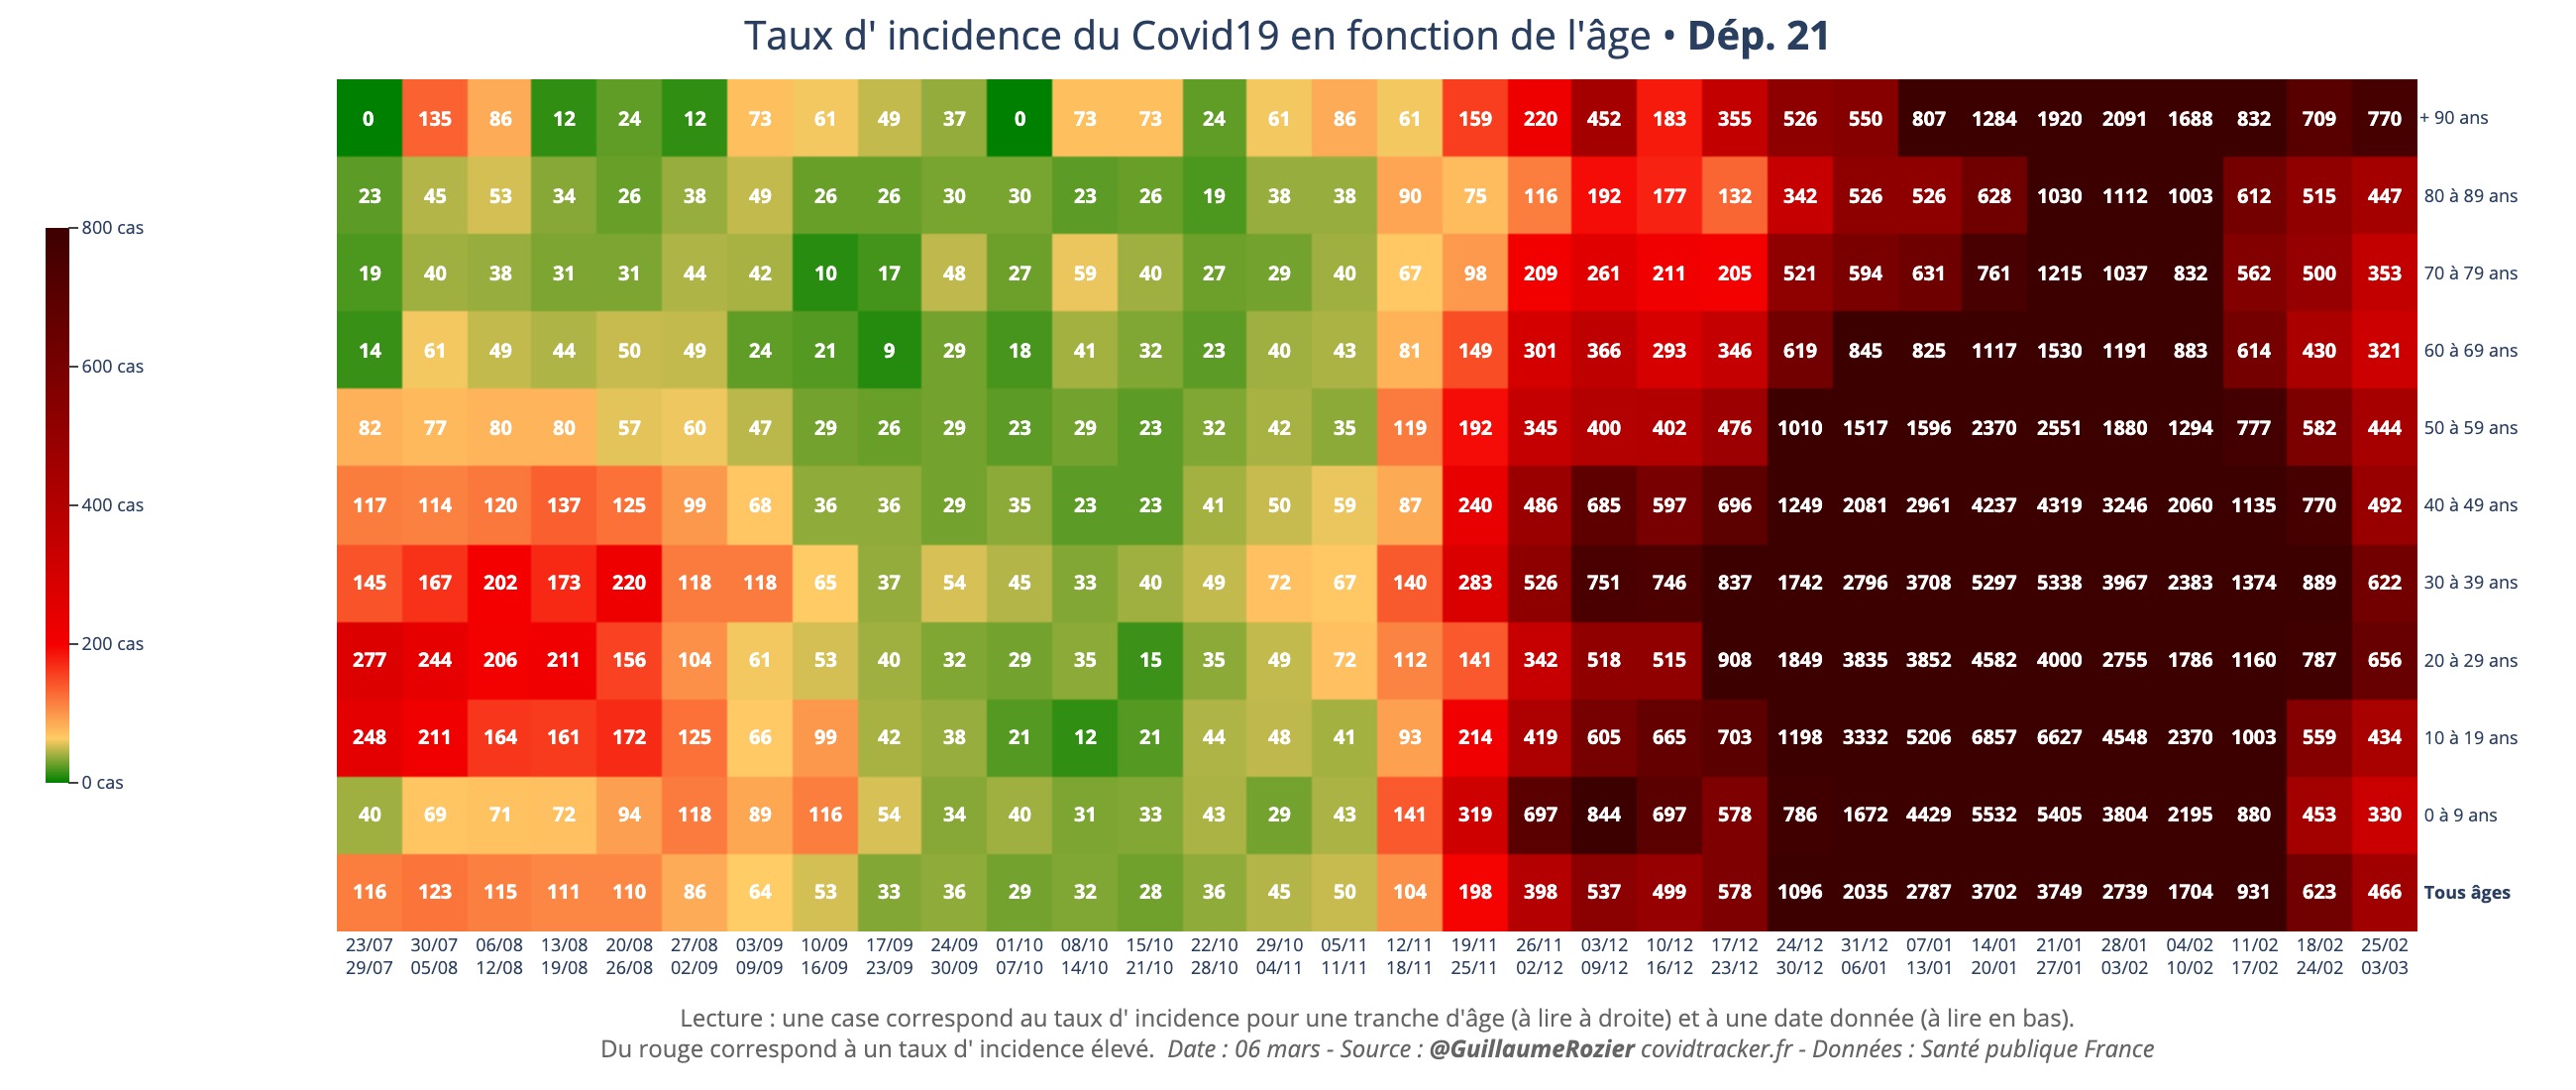 Taux d' incidence du Covid19 en fonction de l'âge • Dép. 21
0 135 86 12 24 12 73 61 49 37 0 73 73 24 61 86 61 159 220 452 183 355 526 550 807 1284 1920 2091 1688 832 709 770 + 90 ans
23 45 53 34 26 38 49 26 26 30 30 23 26 19 38 38 90 75 116 192 177 132 342 526 526 628 1030 1112 1003 612 515 447 80 à 89 ans
19 40 38 31 31 44 42 10 17 48 27 59 40 27 29 40 67 98 209 261 211 205 521 594 631 761 1215 1037 832 562 500 353 70 à 79 ans
14 61 49 44 50 49 24 21 9 29 18 41 32 23 40 43 81 149 301 366 293 346 619 845 825 1117 1530 1191 883 614 430 321 60 à 69 ans
82 77 80 80 57 60 47 29 26 29 23 29 23 32 42 35 119 192 345 400 402 476 1010 1517 1596 2370 2551 1880 1294 777 582 444 50 à 59 ans
117 114 120 137 125 99 68 36 36 29 35 23 23 41 50 59 87 240 486 685 597 696 1249 2081 2961 4237 4319 3246 2060 1135 770 492 40 à 49 ans
145 167 202 173 220 118 118 65 37 54 45 33 40 49 72 67 140 283 526 751 746 837 1742 2796 3708 5297 5338 3967 2383 1374 889 622 30 à 39 ans
277 244 206 211 156 104 61 53 40 32 29 35 15 35 49 72 112 141 342 518 515 908 1849 3835 3852 4582 4000 2755 1786 1160 787 656 20 à 29 ans
248 211 164 161 172 125 66 99 42 38 21 12 21 44 48 41 93 214 419 605 665 703 1198 3332 5206 6857 6627 4548 2370 1003 559 434 10 à 19 ans
40 69 71 72 94 118 89 116 54 34 40 31 33 43 29 43 141 319 697 844 697 578 786 1672 4429 5532 5405 3804 2195 880 453 330 0 à 9 ans
116 123 115 111 110 86 64 53 33 36 29 32 28 36 45 50 104 198 398 537 499 578 1096 2035 2787 3702 3749 2739 1704 931 623 466 Tous âges
23/07 30/07 06/08 13/08 20/08 27/08 03/09 10/09 17/09 24/09 01/10 08/10 15/10 22/10 29/10 05/11 12/11 19/11 26/11 03/12 10/12 17/12 24/12 31/12 07/01 14/01 21/01 28/01 04/02 11/02 18/02 25/02
29/07 05/08 12/08 19/08 26/08 02/09 09/09 16/09 23/09 30/09 07/10 14/10 21/10 28/10 04/11 11/11 18/11 25/11 02/12 09/12 16/12 23/12 30/12 06/01 13/01 20/01 27/01 03/02 10/02 17/02 24/02 03/03
800 cas
600 cas
400 cas
200 cas
0 cas
Lecture : une case correspond au taux d' incidence pour une tranche d'âge (à lire à droite) et à une date donnée (à lire en bas).
Du rouge correspond à un taux d' incidence élevé. Date : 06 mars - Source : @GuillaumeRozier covidtracker.fr - Données : Santé publique France